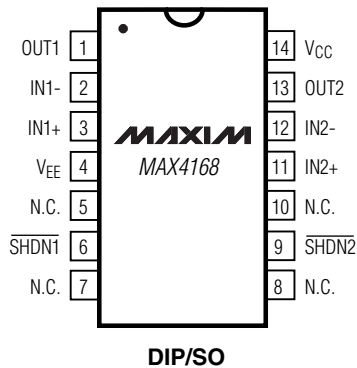 OUT1 1 14 VCC
IN1- 2 13 OUT2
IN1+ 3 MAXIM 12 IN2-
VEE 4 MAX4168 11 IN2+
N.C. 5 10 N.C.
SHDN1 6 9 SHDN2
N.C. 7 8 N.C.
DIP/SO